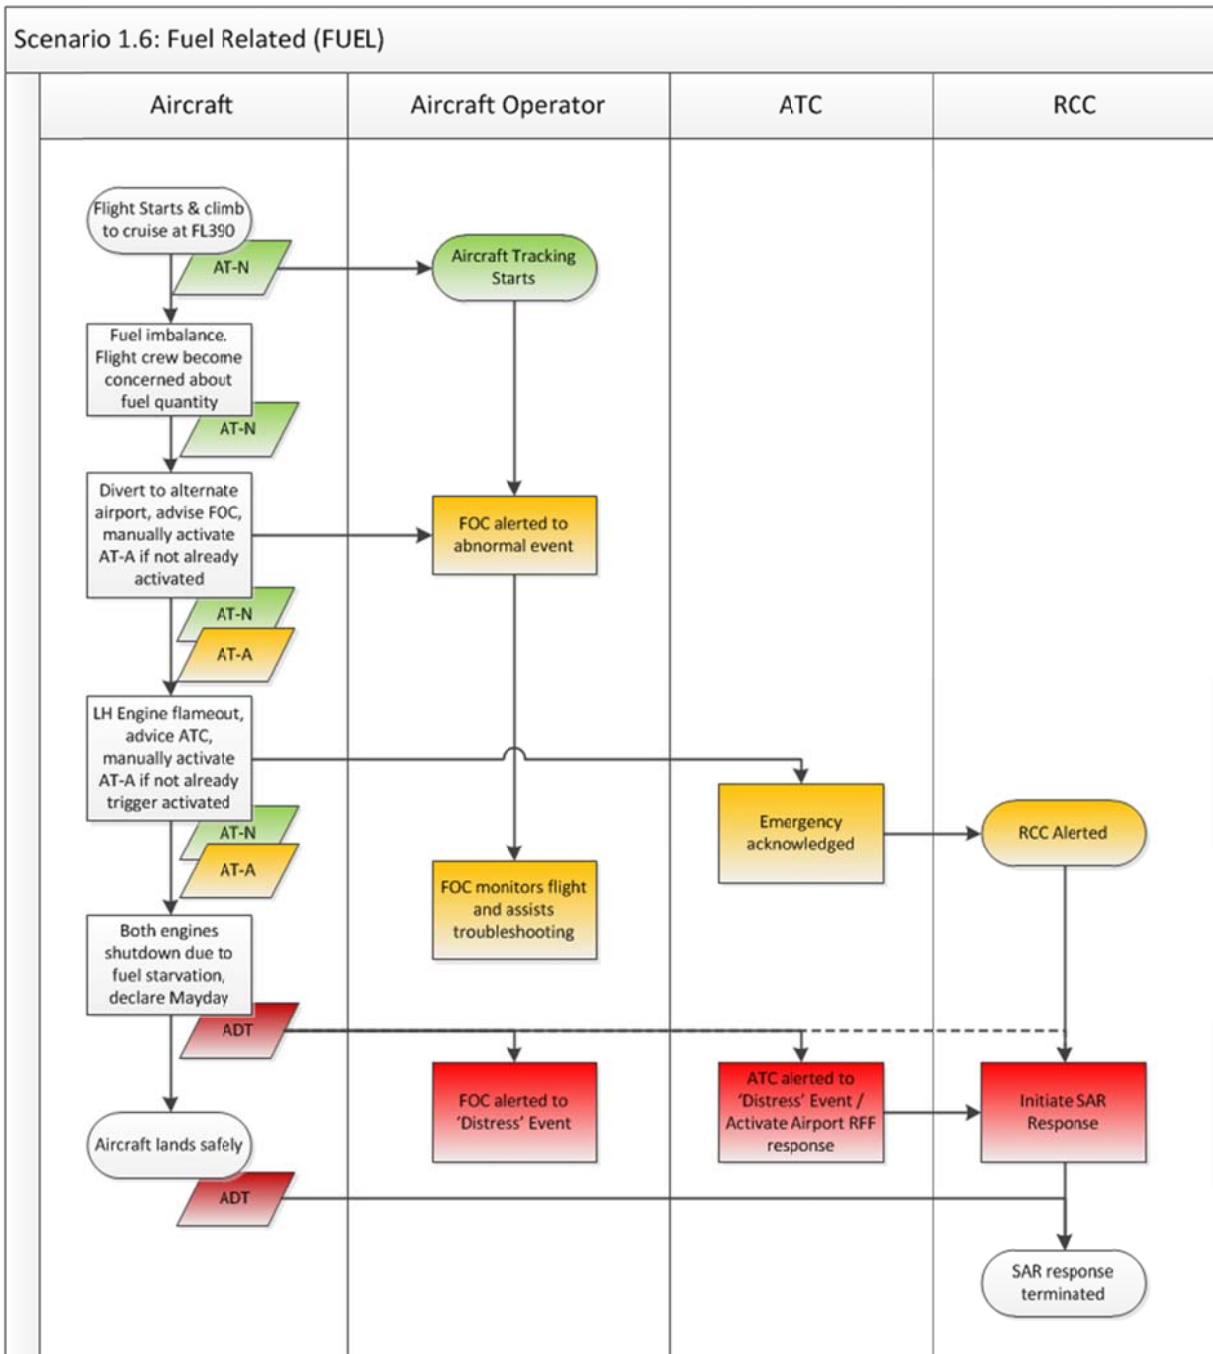 Scenario 1.6: Fuel Related (FUEL)
Aircraft
Aircraft Operator
ATC
RCC
Flight Starts & climb
to cruise at FL390
AT-N
Aircraft Tracking
Starts
Fuel imbalance.
Flight crew become
concerned about
fuel quantity
AT-N
Divert to alternate
airport, advise FOC,
manually activate
AT-A if not already
activated
FOC alerted to
abnormal event
AT-N
AT-A
LH Engine flameout,
advice ATC,
manually activate
AT-A if not already
trigger activated
Emergency
acknowledged
RCC Alerted
AT-N
AT-A
FOC monitors flight
and assists
troubleshooting
Both engines
shutdown due to
fuel starvation,
declare Mayday
ADT
FOC alerted to
‘Distress’ Event
ATC alerted to
‘Distress’ Event /
Activate Airport RFF
response
Initiate SAR
Response
Aircraft lands safely
ADT
SAR response
terminated